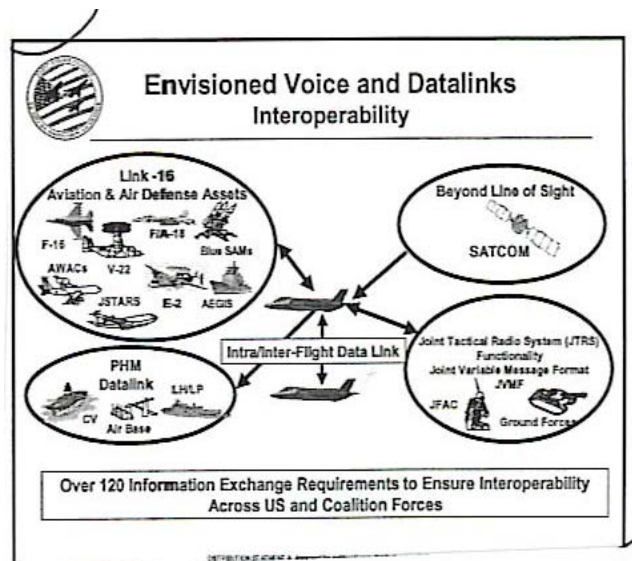 Envisioned Voice and Datalinks
Interoperability
Link -16
Aviation & Air Defense Assets
F-16
V-22
F/A-18
Blue SAMs
AWACs
JSTARS
E-2
AEGIS
Beyond Line of Sight
SATCOM
Intra/Inter-Flight Data Link
PHM
Datalink
CV
Air Base
LH/LP
Joint Tactical Radio System (JTRS)
Functionality
Joint Variable Message Format
JVMF
JFAC
Ground Forces
Over 120 Information Exchange Requirements to Ensure Interoperability
Across US and Coalition Forces
DISTRIBUTION STATEMENT A